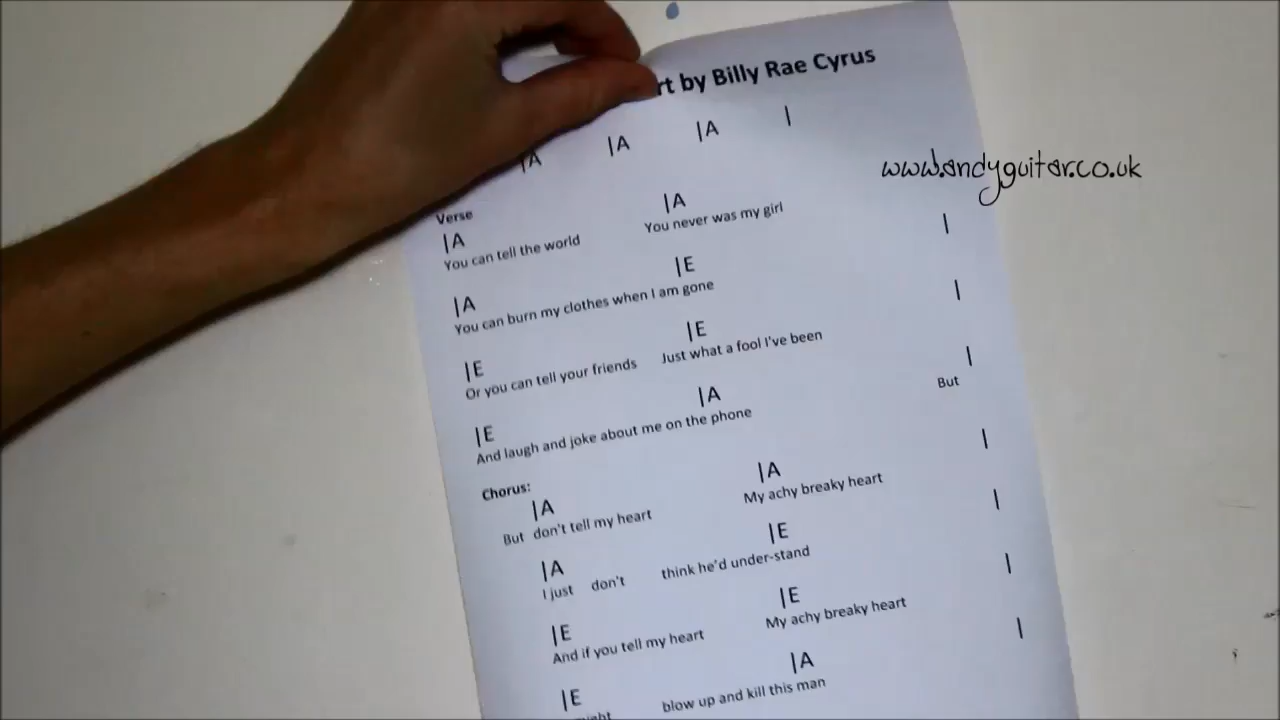 rt by Billy Rae Cyrus
|A |A |A |
www.andyguitar.co.uk
Verse
|A |A |
You can tell the world You never was my girl
|A |E |
You can burn my clothes when I am gone
|E |E |
Or you can tell your friends Just what a fool I've been
|E |A But
And laugh and joke about me on the phone
Chorus:
|A |A |
But don't tell my heart My achy breaky heart
|A |E |
I just don't think he'd under-stand
|E |E |
And if you tell my heart My achy breaky heart
|E |A |
might blow up and kill this man